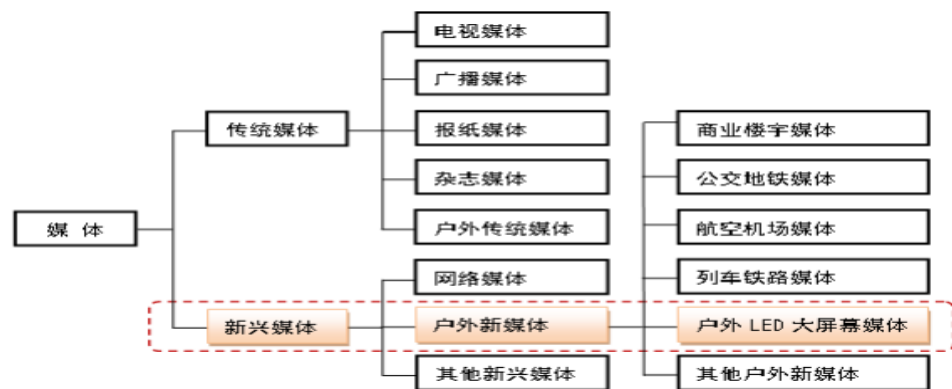 电视媒体
广播媒体
传统媒体
报纸媒体
商业楼宇媒体
杂志媒体
公交地铁媒体
媒 体
户外传统媒体
航空机场媒体
网络媒体
列车铁路媒体
新兴媒体
户外新媒体
户外 LED 大屏幕媒体
其他新兴媒体
其他户外新媒体